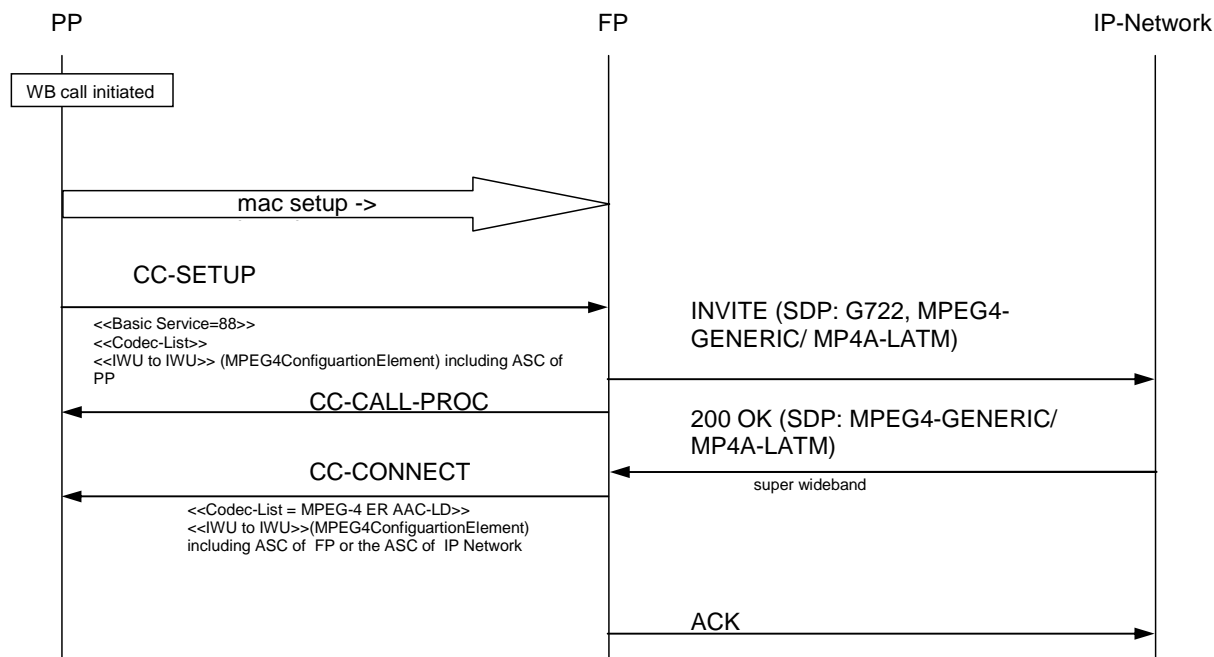 PP
FP
IP-Network
WB call initiated
mac setup ->
CC-SETUP
<<Basic Service=88>>
<<Codec-List>>
<<IWU to IWU>> (MPEG4ConfiguartionElement) including ASC of
PP
INVITE (SDP: G722, MPEG4-
GENERIC/ MP4A-LATM)
CC-CALL-PROC
200 OK (SDP: MPEG4-GENERIC/
MP4A-LATM)
super wideband
CC-CONNECT
<<Codec-List = MPEG-4 ER AAC-LD>>
<<IWU to IWU>>(MPEG4ConfiguartionElement)
including ASC of FP or the ASC of IP Network
ACK